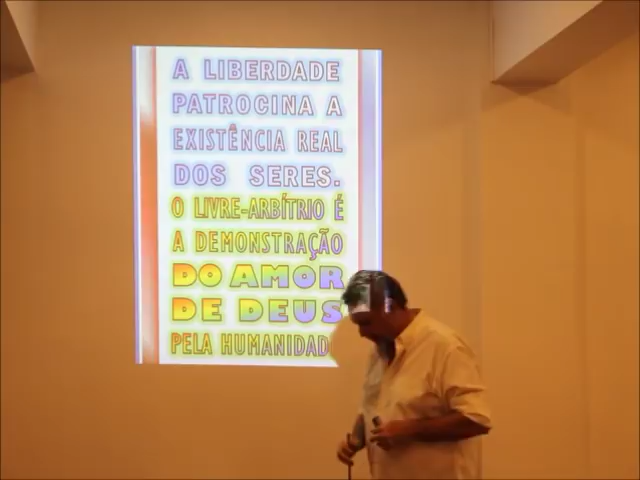 A LIBERDADE
PATROCINA A
EXISTÊNCIA REAL
DOS SERES.
O LIVRE-ARBÍTRIO É
A DEMONSTRAÇÃO
DO AMOR
DE DEUS
PELA HUMANIDAD